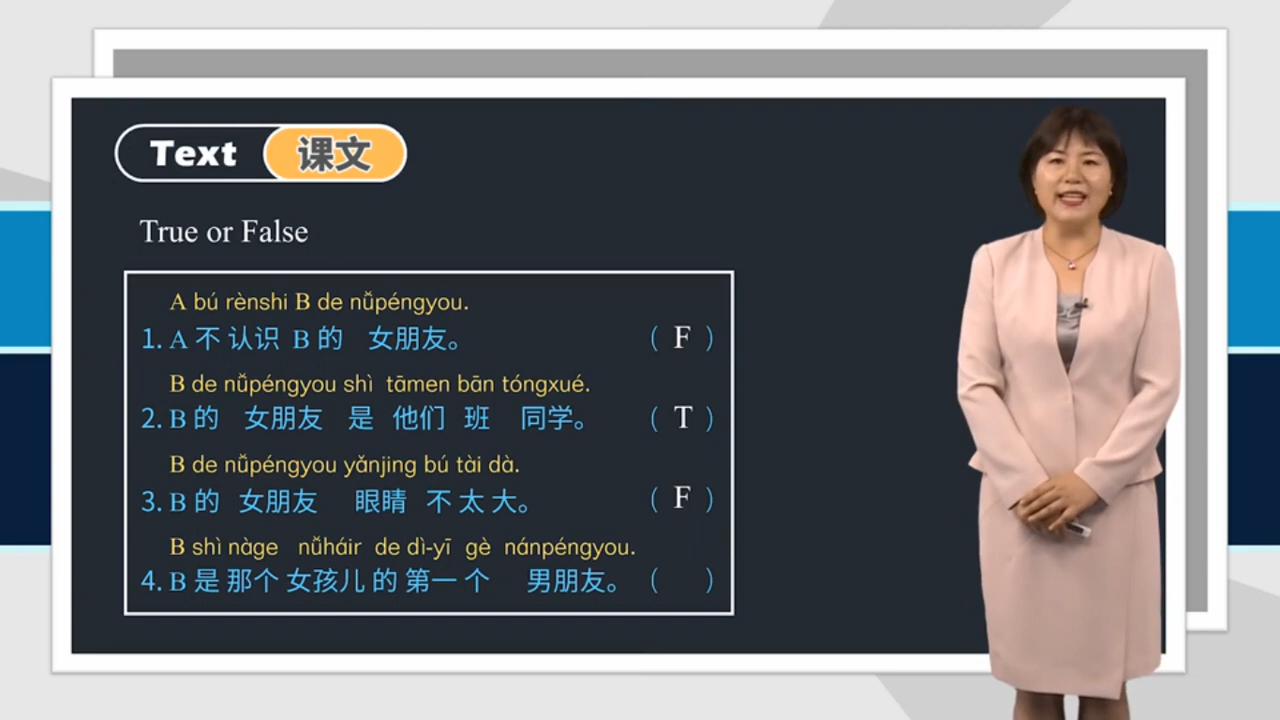 Text 课文
True or False
A bú rènshi B de nǚpéngyou.
1. A 不 认识 B 的 女朋友。 ( F )
B de nǚpéngyou shì tāmen bān tóngxué.
2. B 的 女朋友 是 他们 班 同学。 ( T )
B de nǚpéngyou yǎnjing bú tài dà.
3. B 的 女朋友 眼睛 不 太 大。 ( F )
B shì nàge nǚháir de dì-yī gè nánpéngyou.
4. B 是 那个 女孩儿 的 第一 个 男朋友。 ( )